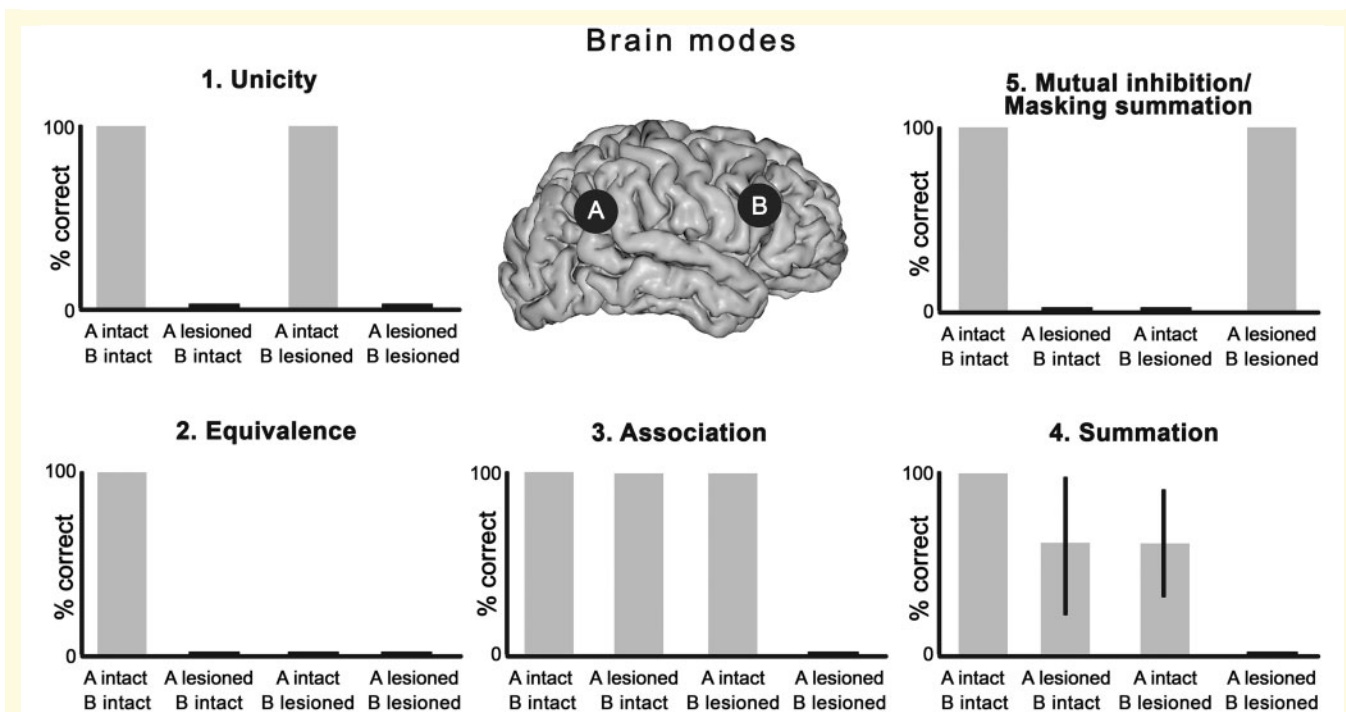 Brain modes
1. Unicity
% correct
100
0
A intact A lesioned A intact A lesioned
B intact B intact B lesioned B lesioned
A
B
5. Mutual inhibition/
Masking summation
% correct
100
0
A intact A lesioned A intact A lesioned
B intact B intact B lesioned B lesioned
2. Equivalence
% correct
100
0
A intact A lesioned A intact A lesioned
B intact B intact B lesioned B lesioned
3. Association
% correct
100
0
A intact A lesioned A intact A lesioned
B intact B intact B lesioned B lesioned
4. Summation
% correct
100
0
A intact A lesioned A intact A lesioned
B intact B intact B lesioned B lesioned